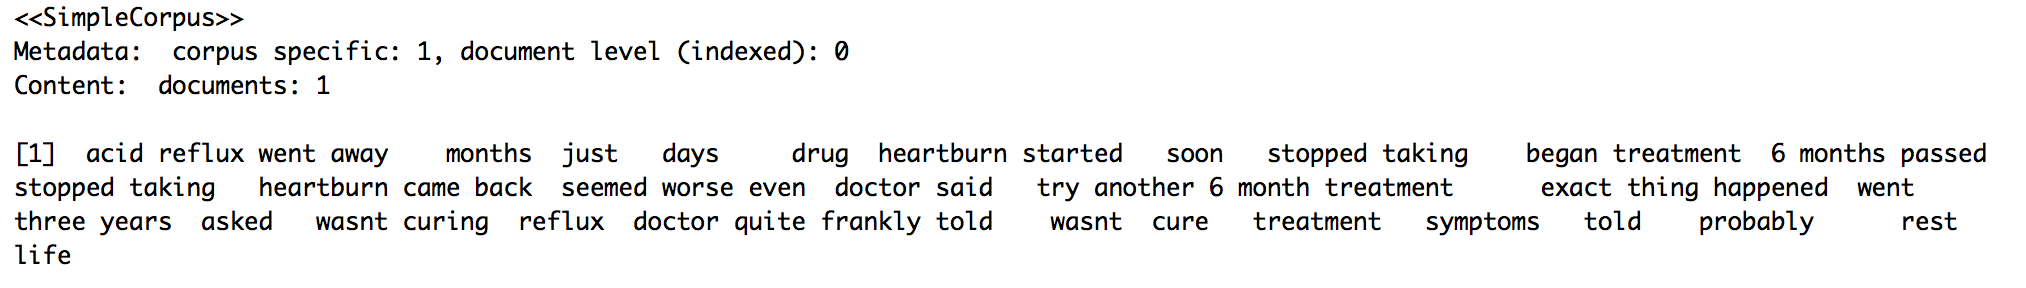 <<SimpleCorpus>>
Metadata:  corpus specific: 1, document level (indexed): 0
Content:  documents: 1

[1]  acid reflux went away    months  just   days     drug  heartburn started   soon   stopped taking    began treatment  6 months passed
stopped taking   heartburn came back  seemed worse even  doctor said   try another 6 month treatment      exact thing happened  went
three years  asked   wasnt curing  reflux  doctor quite frankly told    wasnt  cure   treatment   symptoms   told    probably      rest
life